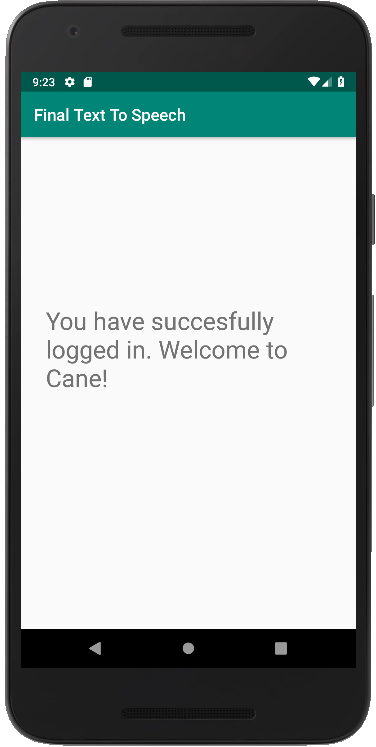 9:23
Final Text To Speech
You have succesfully
logged in. Welcome to
Cane!